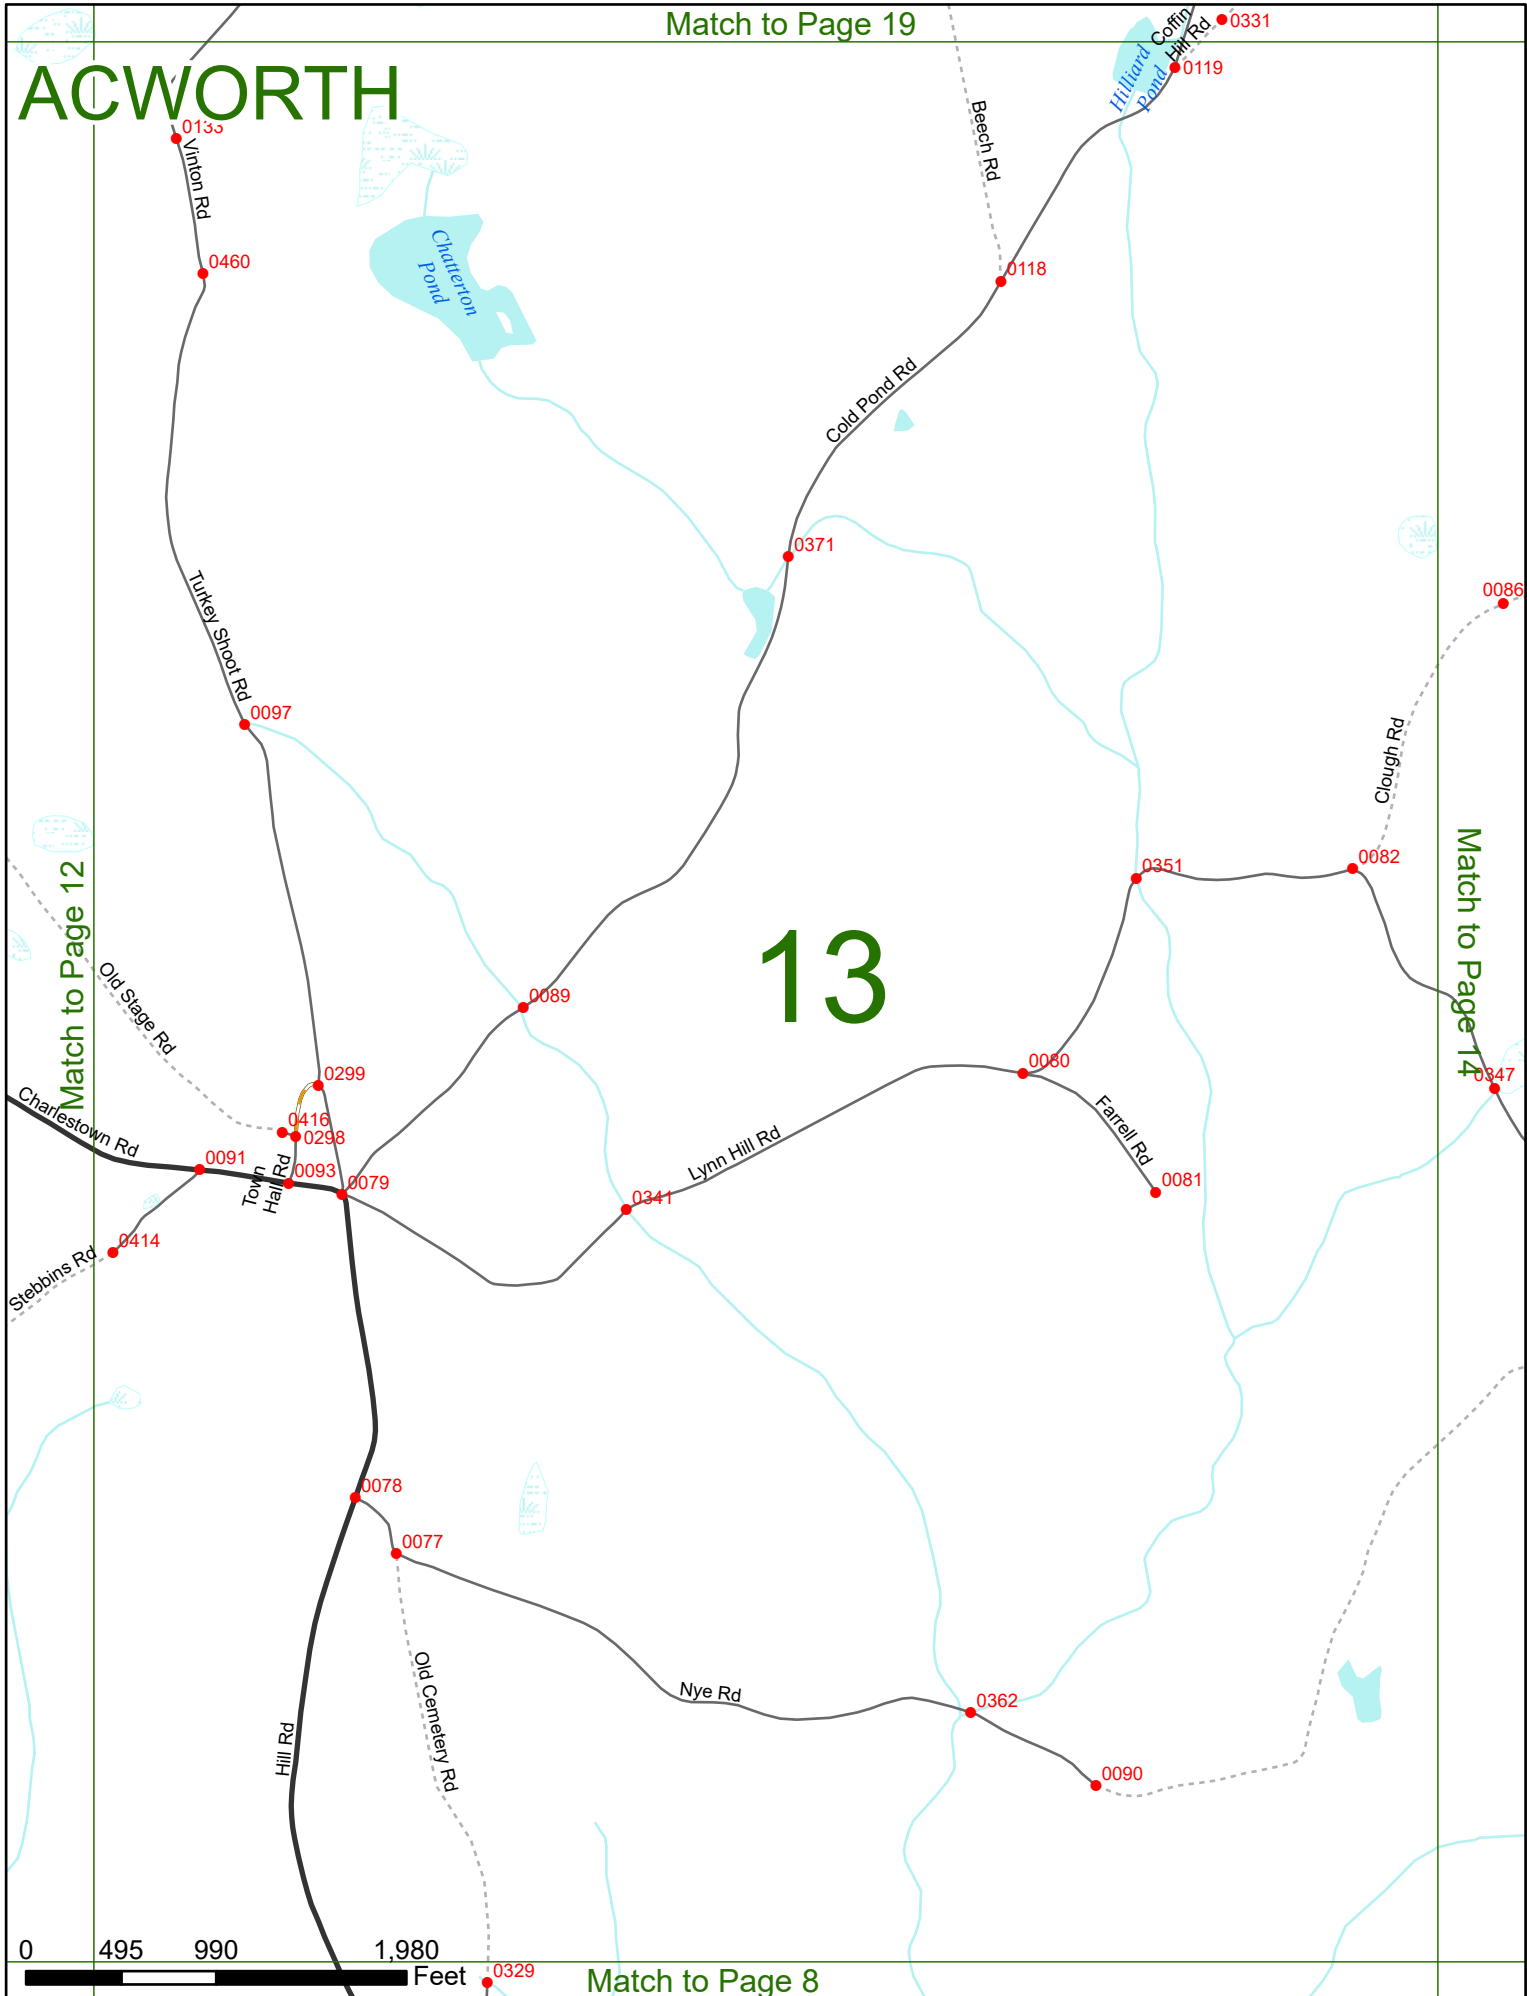 Match to Page 19
ACWORTH
Coffin
Hill Rd
0331
0119
Hilliard
Pond
0133
Vinton Rd
Beech Rd
0460
Chatterton
Pond
0118
Cold Pond Rd
0371
0086
Turkey Shoot Rd
0097
Clough Rd
Match to Page 12
0351
0082
Match to Page 14
13
Old Stage Rd
0089
0299
0080
0347
Charlestown Rd
0416
0298
Farrell Rd
Lynn Hill Rd
0091
Town
Hall Rd
0093
0079
0081
0341
0414
Stebbins Rd
0078
0077
Old Cemetery Rd
Nye Rd
0362
Hill Rd
0090
0
495
990
1,980
Feet
0329
Match to Page 8